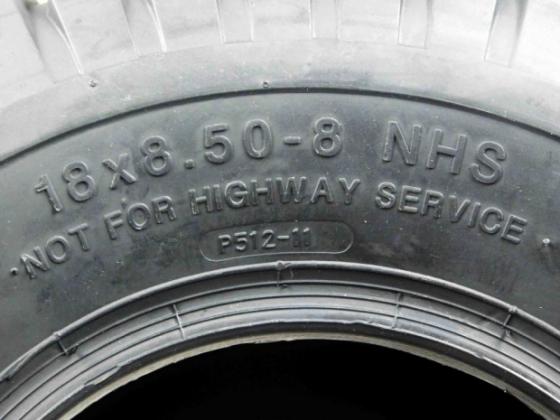 18x8.50-8 NHS
·NOT FOR HIGHWAY SERVICE·
P512-11